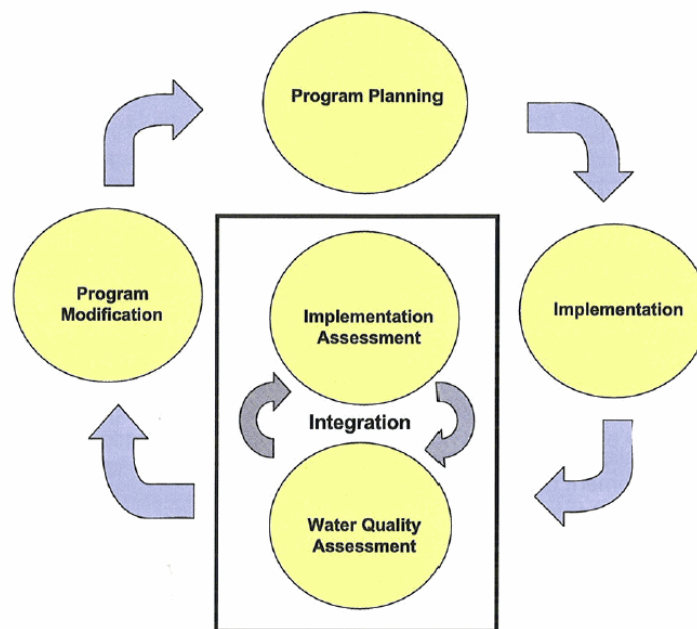 Program Planning
Program
Modification
Implementation
Assessment
Implementation
Integration
Water Quality
Assessment